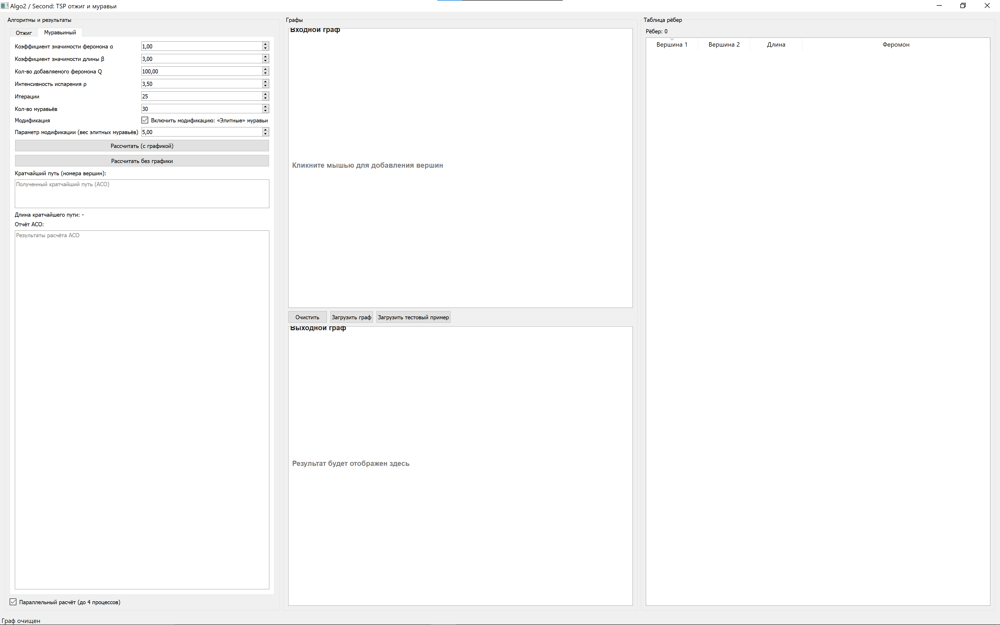 Algo2 / Second: TSP отжиг и муравьи
Алгоритмы и результаты
Отжиг
Муравьиный
Коэффициент значимости феромона α
1,00
Коэффициент значимости длины β
3,00
Кол-во добавляемого феромона Q
100,00
Интенсивность испарения ρ
3,50
Итерации
25
Кол-во муравьёв
30
Модификация
Включить модификацию: «Элитные» муравьи
Параметр модификации (вес элитных муравьёв)
5,00
Рассчитать (с графикой)
Рассчитать без графики
Кратчайший путь (номера вершин):
Полученный кратчайший путь (ACO)
Длина кратчайшего пути: -
Отчёт ACO:
Результаты расчёта ACO
Параллельный расчёт (до 4 процессов)
Графы
Входной граф
Кликните мышью для добавления вершин
Очистить
Загрузить граф
Загрузить тестовый пример
Выходной граф
Результат будет отображен здесь
Таблица рёбер
Рёбер: 0
Вершина 1
Вершина 2
Длина
Феромон
Граф очищен